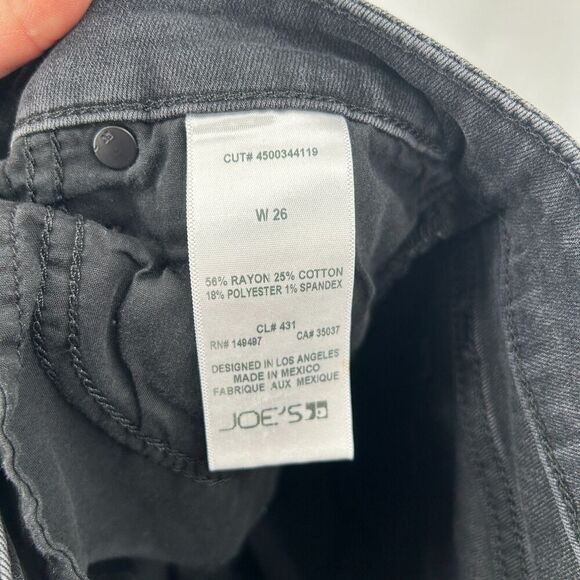 CUT# 4500344119
W 26
56% RAYON 25% COTTON
18% POLYESTER 1% SPANDEX
CL# 431
RN# 149497 CA# 35037
DESIGNED IN LOS ANGELES
MADE IN MEXICO
FABRIQUE AUX MEXIQUE
JOE'S